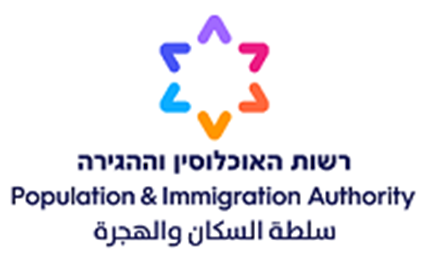 רשות האוכלוסין וההגירה
Population & Immigration Authority
سلطة السكان والهجرة